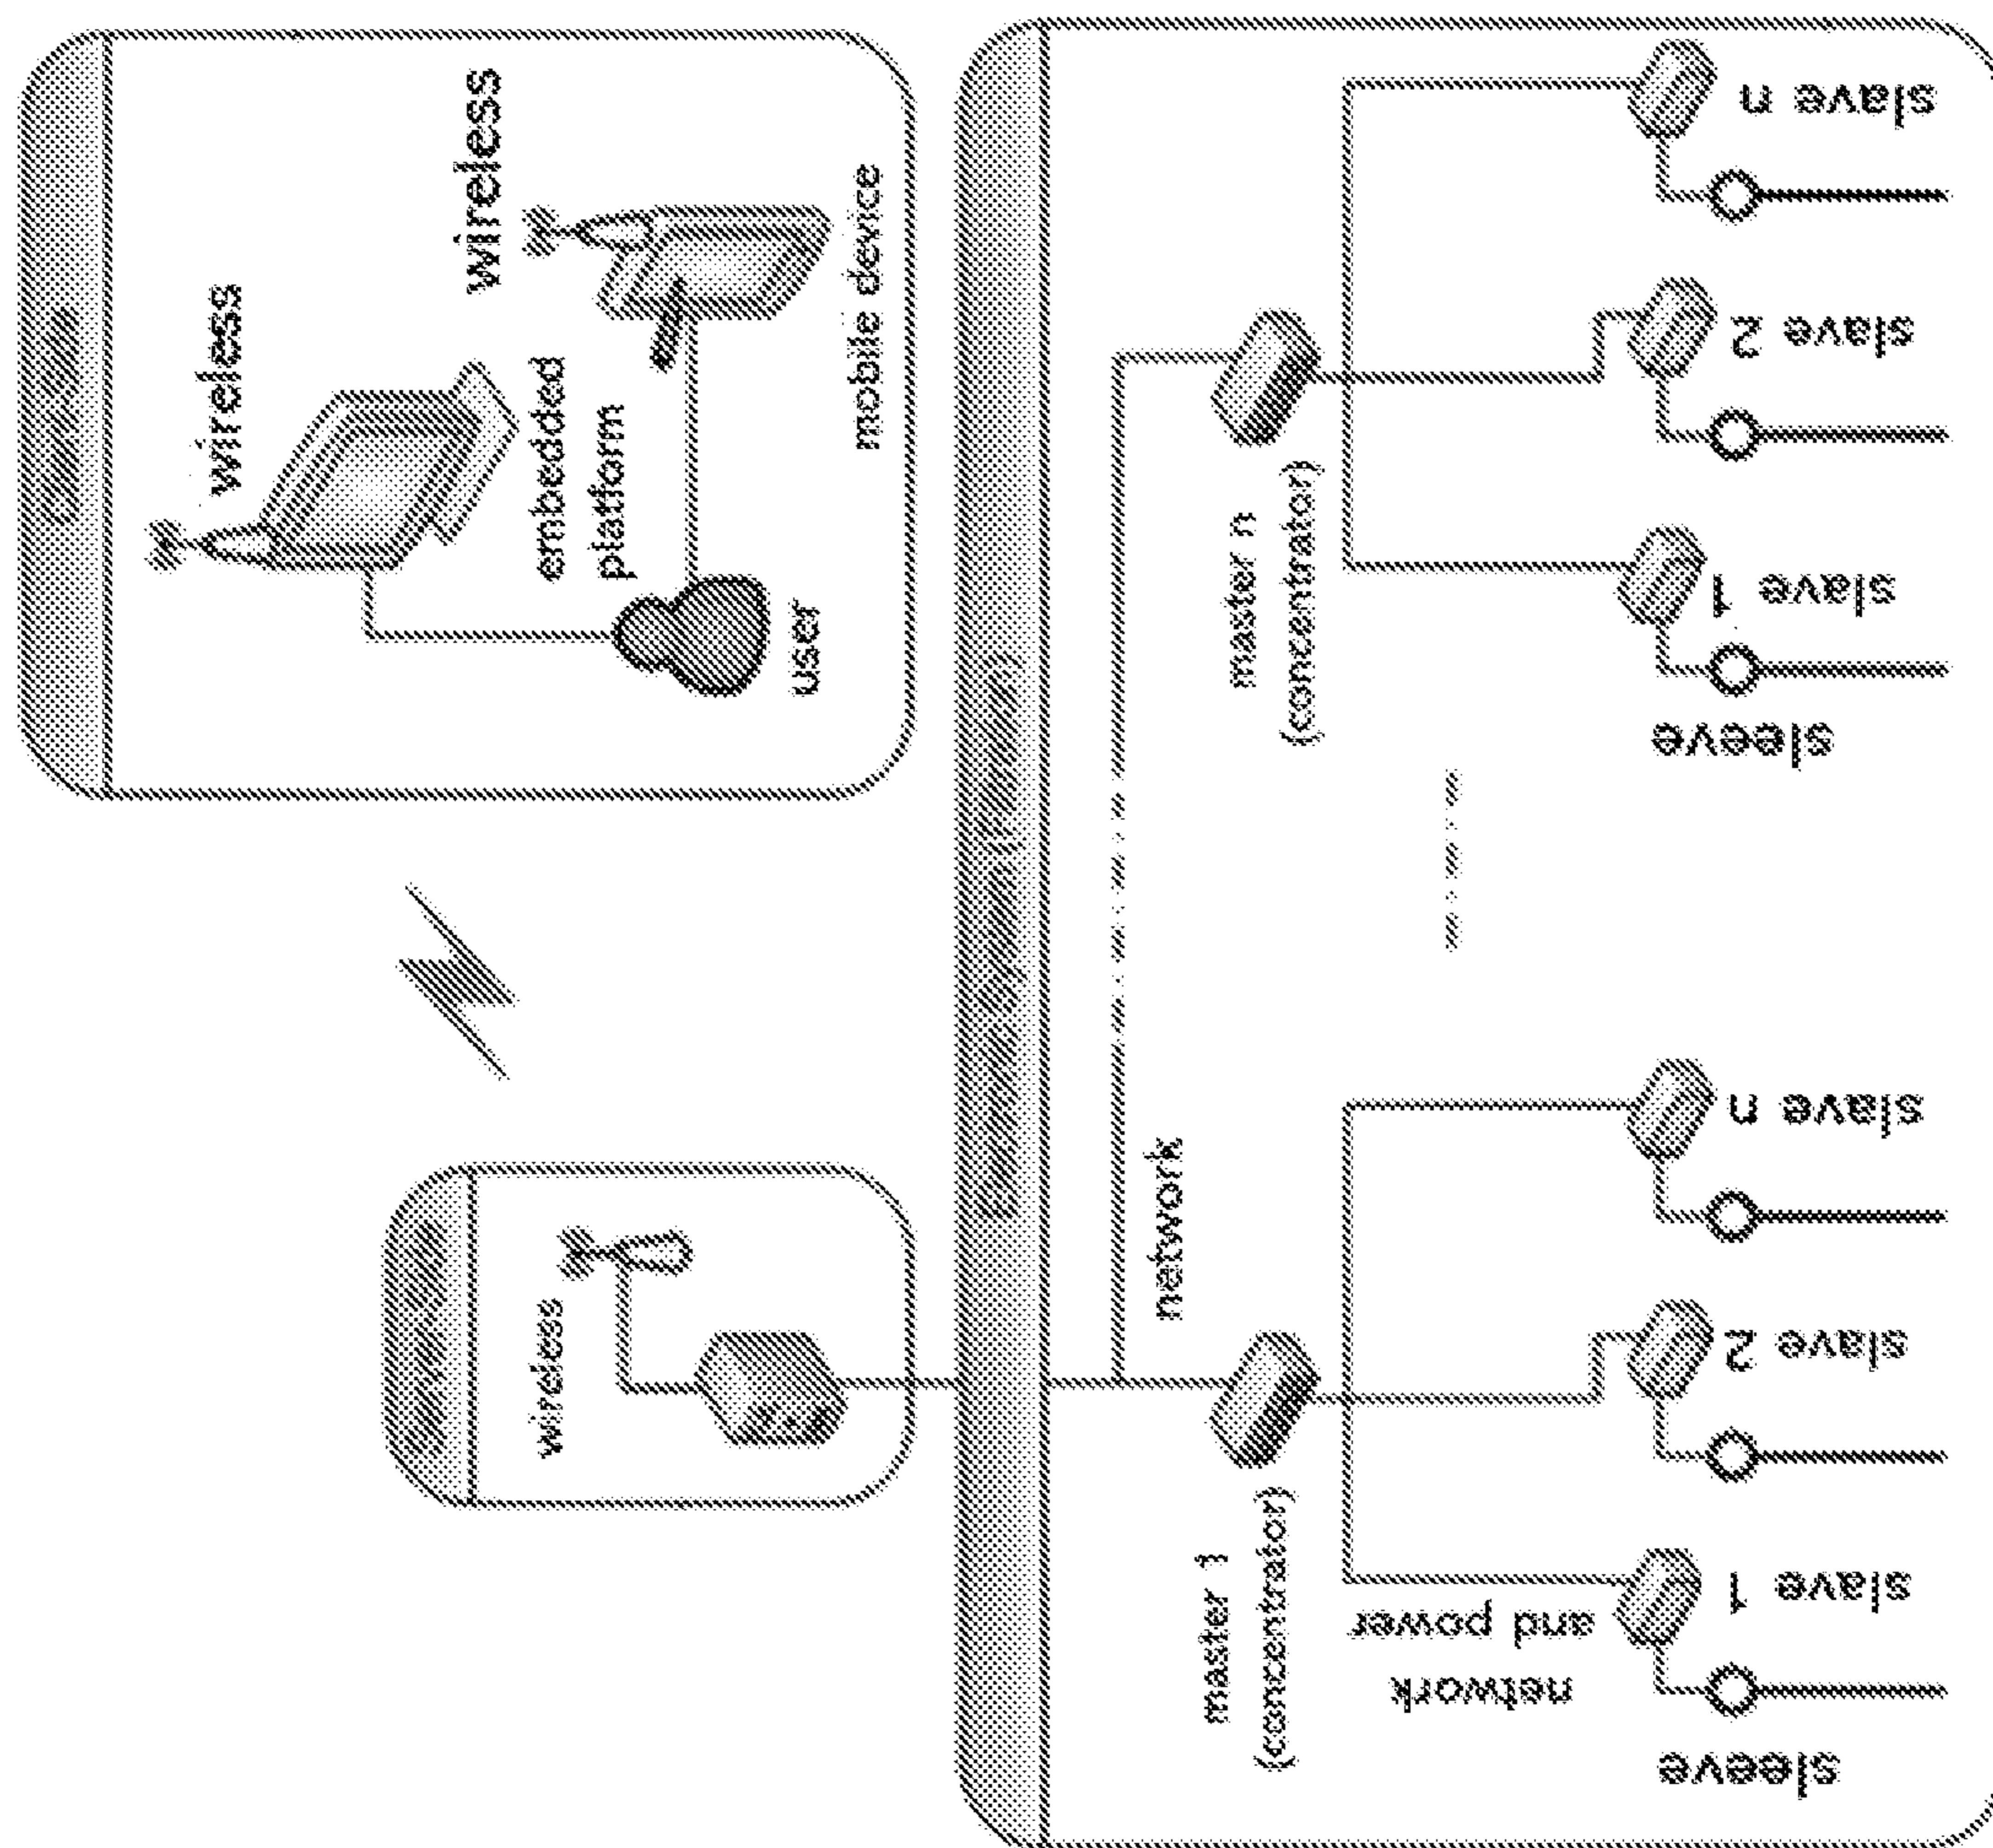 wireless
wireless
embedded
platform
mobile device
user
wireless
network
master 1
(concentrator)
master n
(concentrator)
network
and power
slave 1
slave 2
slave n
sleeve
slave 1
slave 2
slave n
sleeve